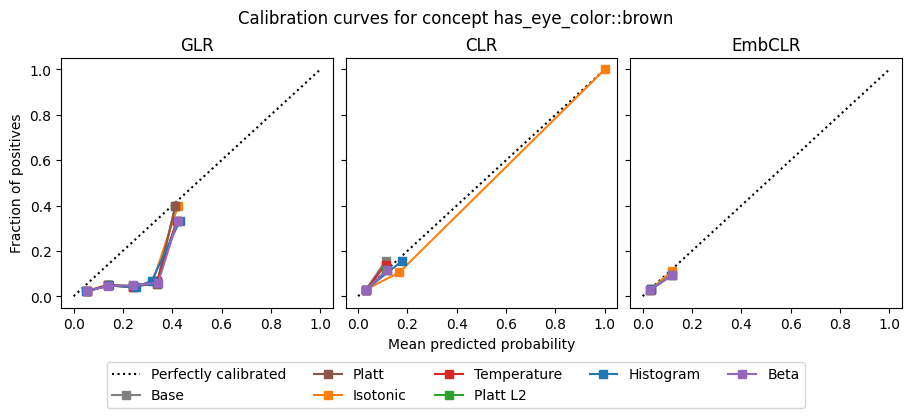 Calibration curves for concept has_eye_color::brown
GLR
CLR
EmbCLR
Fraction of positives
1.0
0.8
0.6
0.4
0.2
0.0
0.0 0.2 0.4 0.6 0.8 1.0
0.0 0.2 0.4 0.6 0.8 1.0
0.0 0.2 0.4 0.6 0.8 1.0
Mean predicted probability
Perfectly calibrated
Base
Platt
Isotonic
Temperature
Platt L2
Histogram
Beta